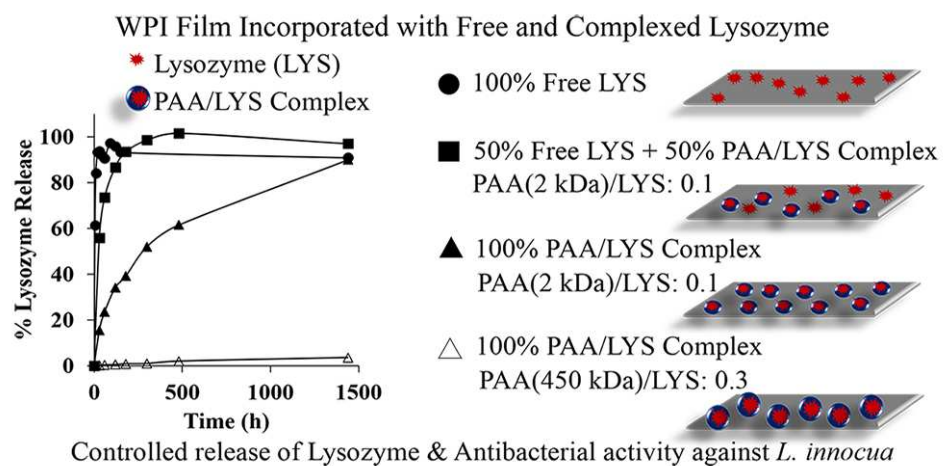 WPI Film Incorporated with Free and Complexed Lysozyme
Lysozyme (LYS)
PAA/LYS Complex
% Lysozyme Release
100
80
60
40
20
0
0
500
1000
1500
Time (h)
100% Free LYS
50% Free LYS + 50% PAA/LYS Complex
PAA(2 kDa)/LYS: 0.1
100% PAA/LYS Complex
PAA(2 kDa)/LYS: 0.1
100% PAA/LYS Complex
PAA(450 kDa)/LYS: 0.3
Controlled release of Lysozyme & Antibacterial activity against L. innocua